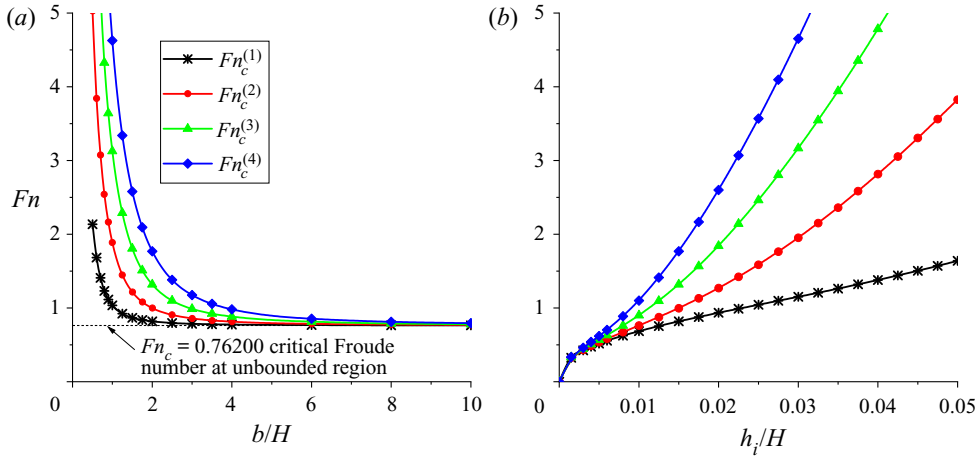 (a)
5
4
3
2
1
0
Fn
2
4
6
8
10
b/H
Fn_c^(1)
Fn_c^(2)
Fn_c^(3)
Fn_c^(4)
Fn_c = 0.76200 critical Froude
number at unbounded region
(b)
5
4
3
2
1
0
0.01
0.02
0.03
0.04
0.05
h_i/H